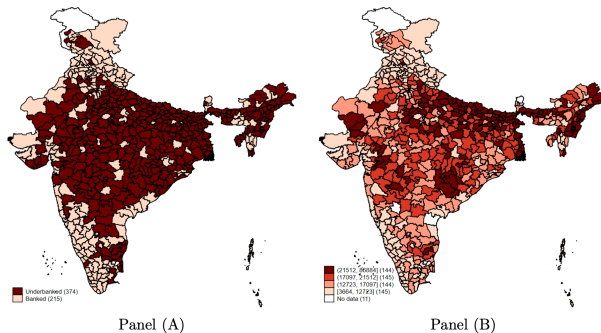 Underbanked (374)
Banked (215)
Panel (A)
(21512, 86884] (144)
(17097, 21512] (145)
(12723, 17097] (144)
[3664, 12723] (145)
No data (11)
Panel (B)